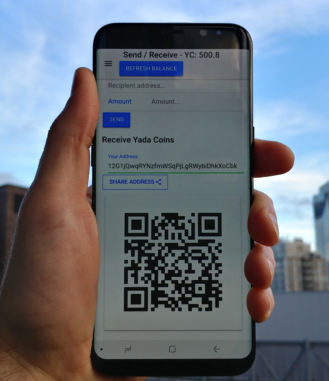 Send / Receive - YC: 500.8
REFRESH BALANCE
Recipient address...
Amount Amount...
SEND
Receive Yada Coins
Your Address
12G1jQwqRYNzfmWSqPjLgRWybiDhkXcCbk
SHARE ADDRESS